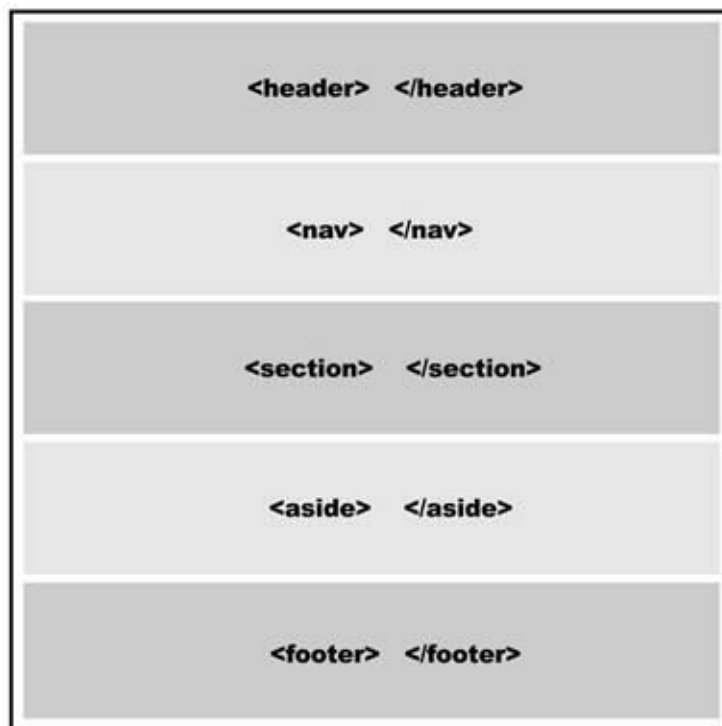 <header> </header>
<nav> </nav>
<section> </section>
<aside> </aside>
<footer> </footer>